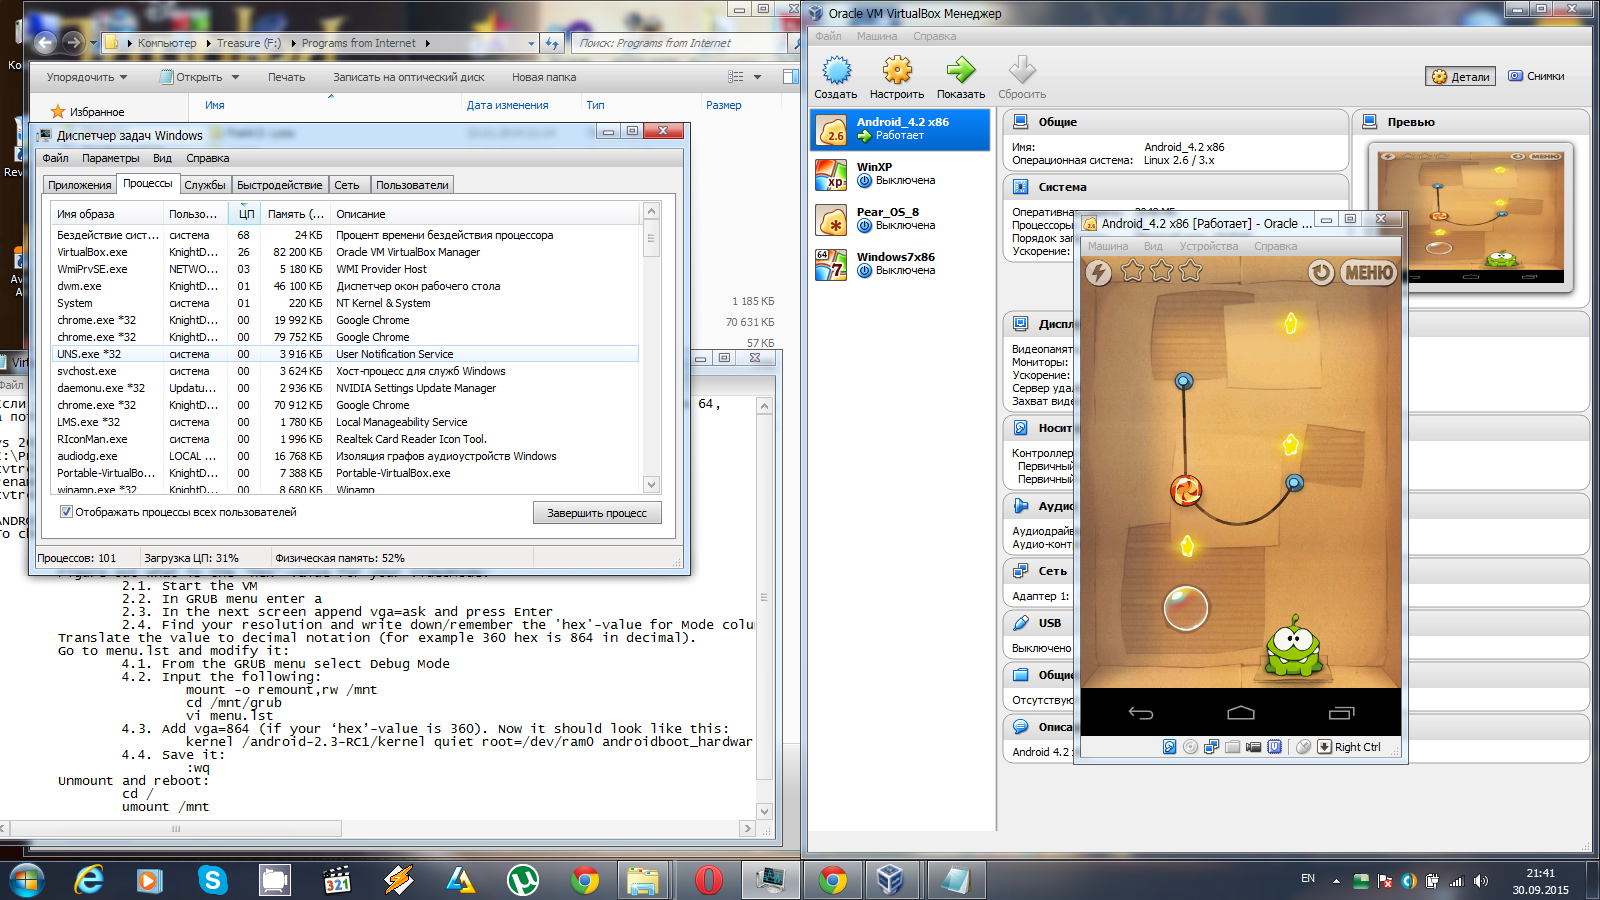 Компьютер
Treasure (F:)
Programs from Internet
Поиск: Programs from Internet
Упорядочить
Открыть
Печать
Записать на оптический диск
Новая папка
Избранное
Имя
Дата изменения
Тип
Размер
1 185 КБ
70 631 КБ
57 КБ
Диспетчер задач Windows
Файл Параметры Вид Справка
Приложения Процессы Службы Быстродействие Сеть Пользователи
Имя образа Пользо... ЦП Память (... Описание
Бездействие сист... система 68 24 КБ Процент времени бездействия процессора
VirtualBox.exe KnightD... 26 82 200 КБ Oracle VM VirtualBox Manager
WmiPrvSE.exe NETWO... 03 5 180 КБ WMI Provider Host
dwm.exe KnightD... 01 46 100 КБ Диспетчер окон рабочего стола
System система 01 220 КБ NT Kernel & System
chrome.exe *32 KnightD... 00 19 992 КБ Google Chrome
chrome.exe *32 KnightD... 00 79 752 КБ Google Chrome
UNS.exe *32 система 00 3 916 КБ User Notification Service
svchost.exe система 00 3 624 КБ Хост-процесс для служб Windows
daemonu.exe *32 Updatu... 00 2 936 КБ NVIDIA Settings Update Manager
chrome.exe *32 KnightD... 00 70 912 КБ Google Chrome
LMS.exe *32 система 00 1 780 КБ Local Manageability Service
RIconMan.exe система 00 1 996 КБ Realtek Card Reader Icon Tool.
audiodg.exe LOCAL ... 00 16 768 КБ Изоляция графов аудиоустройств Windows
Portable-VirtualBo... KnightD... 00 7 388 КБ Portable-VirtualBox.exe
winamp.exe *32 KnightD... 00 8 680 КБ Winamp
Отображать процессы всех пользователей
Завершить процесс
Процессов: 101 Загрузка ЦП: 31% Физическая память: 52%
64,
2.1. Start the VM
2.2. In GRUB menu enter a
2.3. In the next screen append vga=ask and press Enter
2.4. Find your resolution and write down/remember the 'hex'-value for Mode colu
Translate the value to decimal notation (for example 360 hex is 864 in decimal).
Go to menu.lst and modify it:
4.1. From the GRUB menu select Debug Mode
4.2. Input the following:
mount -o remount,rw /mnt
cd /mnt/grub
vi menu.lst
4.3. Add vga=864 (if your ‘hex’-value is 360). Now it should look like this:
kernel /android-2.3-RC1/kernel quiet root=/dev/ram0 androidboot_hardwar
4.4. Save it:
:wq
Unmount and reboot:
cd /
umount /mnt
Oracle VM VirtualBox Менеджер
Файл Машина Справка
Создать Настроить Показать Сбросить
Детали Снимки
Android_4.2 x86
Работает
WinXP
Выключена
Pear_OS_8
Выключена
Windows7x86
Выключена
Общие
Имя: Android_4.2 x86
Операционная система: Linux 2.6 / 3.x
Система
Оперативная
Процессоры
Порядок за
Ускорение:
Диспл
Видеопамят
Мониторы:
Ускорение:
Сервер уда
Захват виде
Носит
Контроллер
Первичный
Первичный
Аудио
Аудиодрайв
Аудио-конт
Сеть
Адаптер 1:
USB
Выключено
Общие
Отсутствую
Описа
Android 4.2
Превью
МЕНЮ
Android_4.2 x86 [Работает] - Oracle ...
Машина Вид Устройства Справка
МЕНЮ
Right Ctrl
EN
21:41
30.09.2015